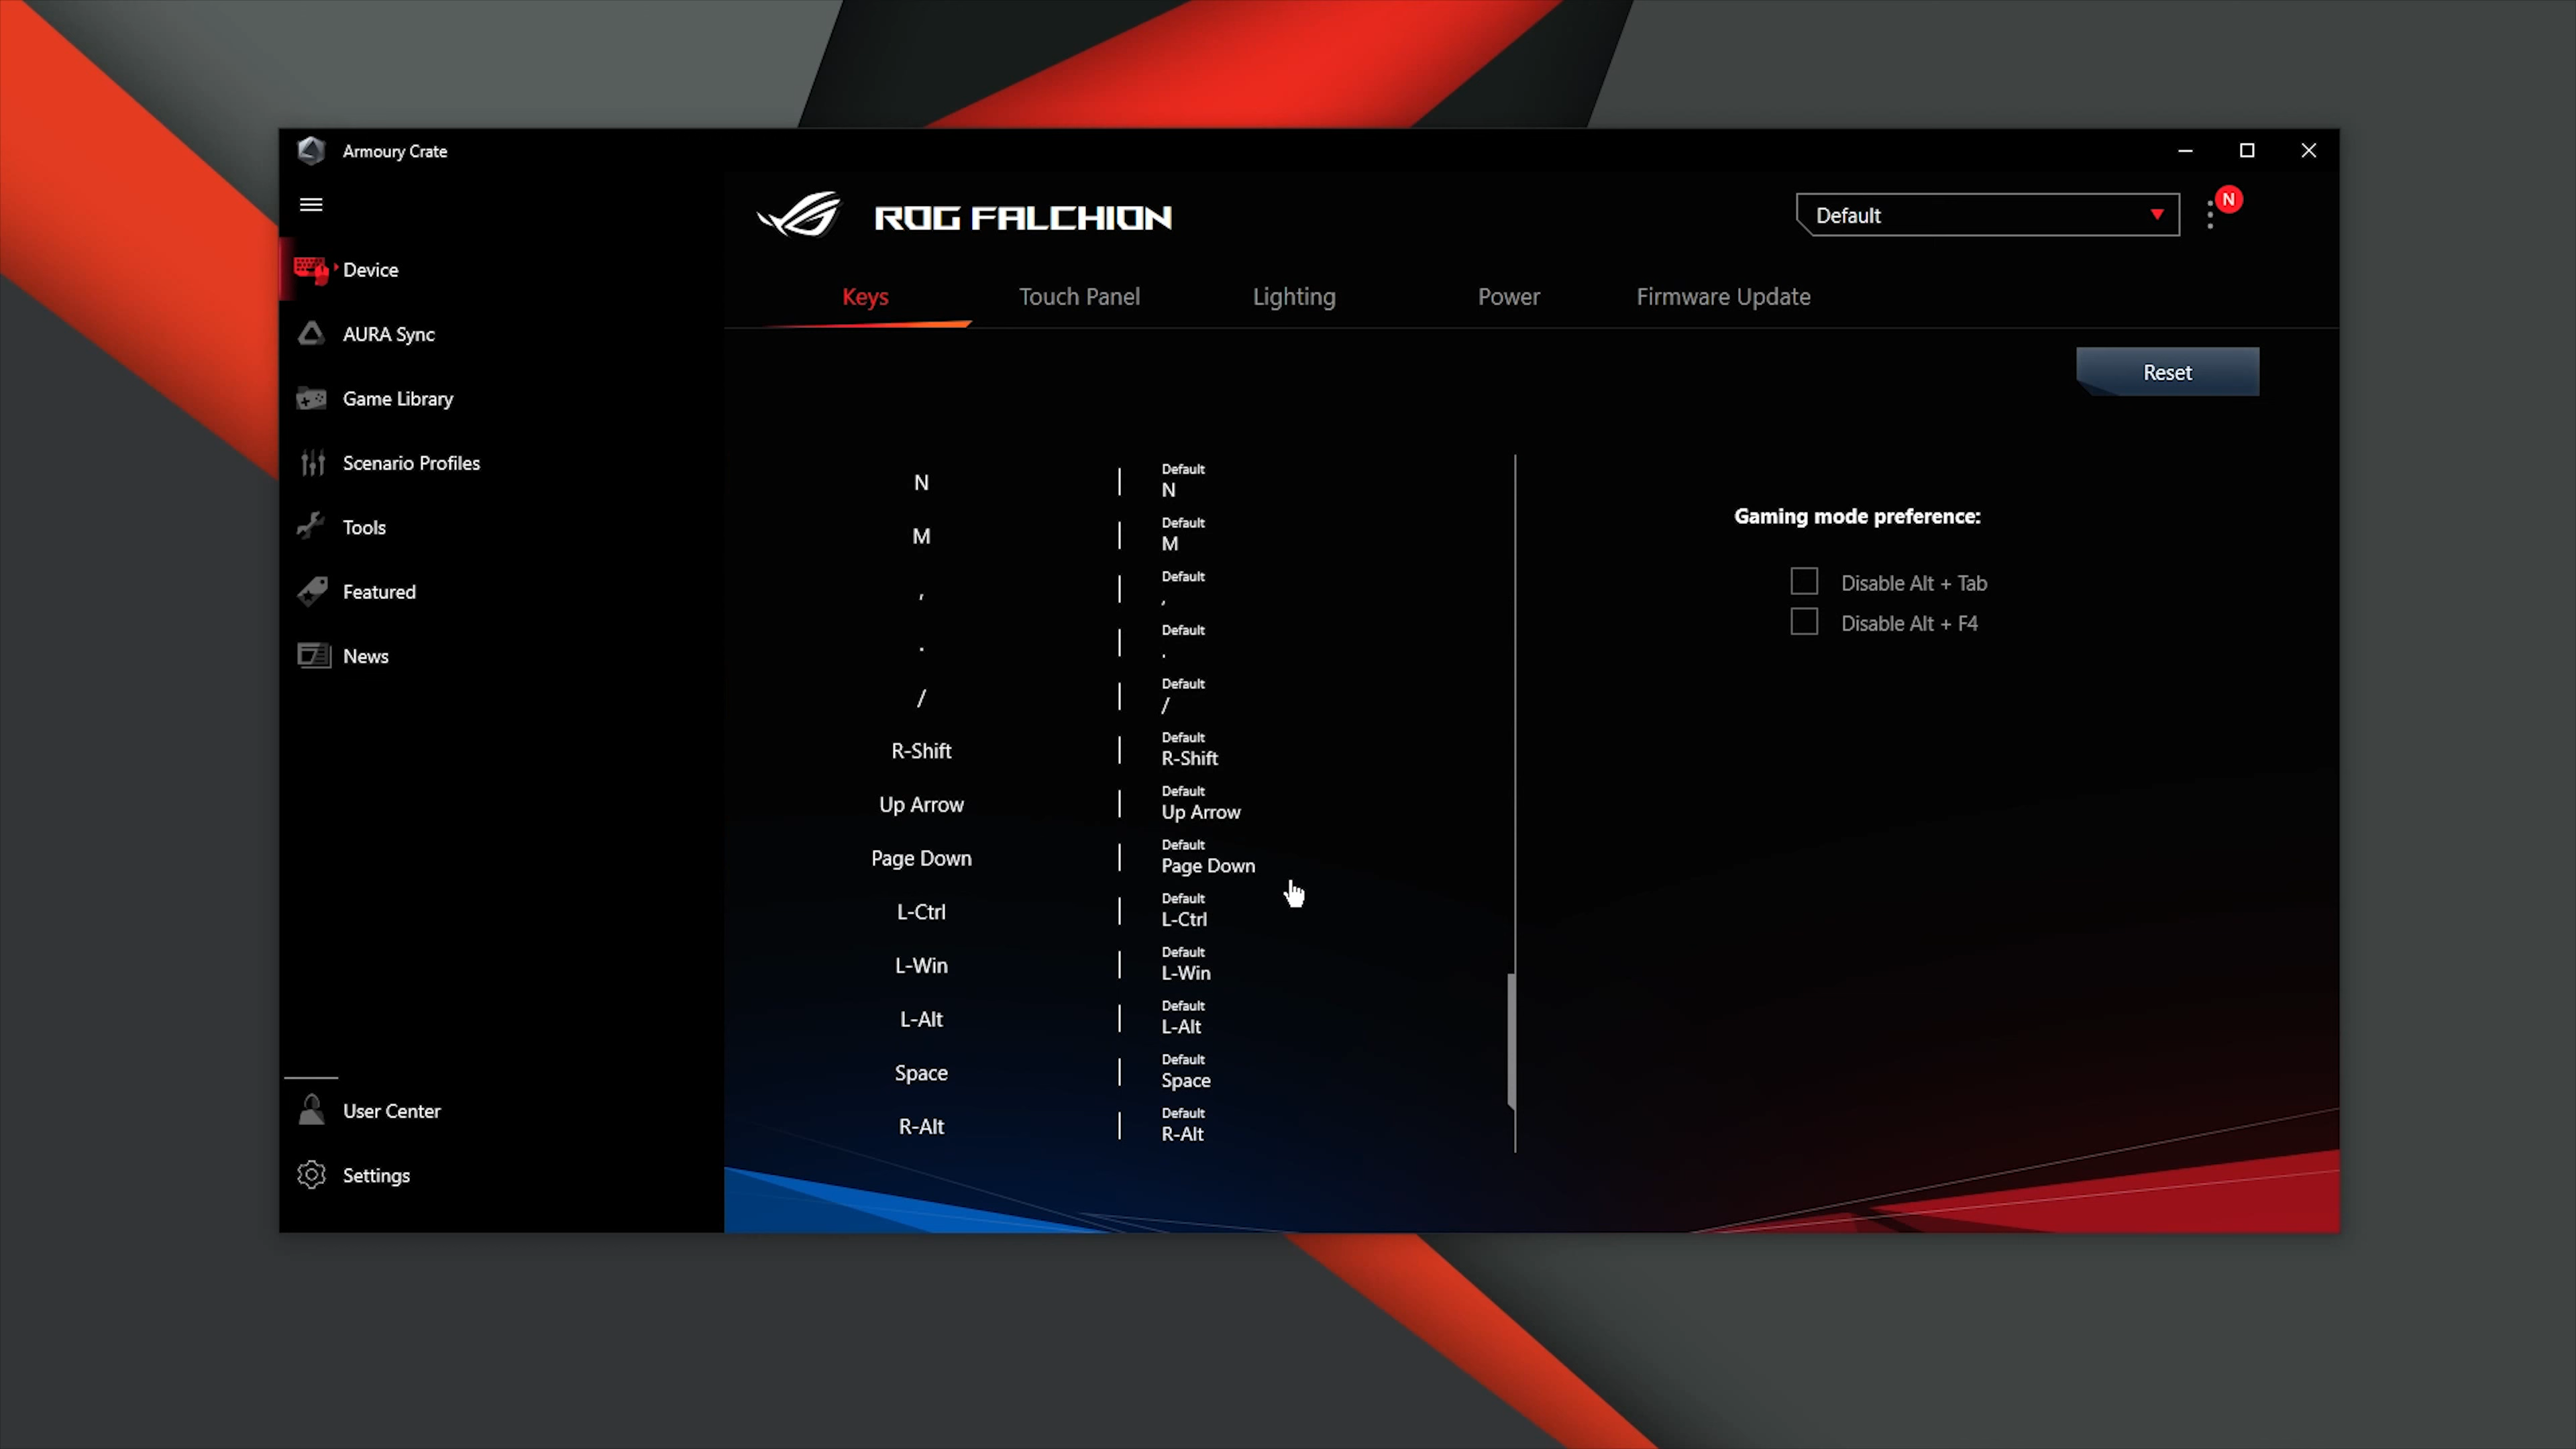 Armoury Crate
ROG FALCHION
Default
N
Device
AURA Sync
Game Library
Scenario Profiles
Tools
Featured
News
User Center
Settings
Keys
Touch Panel
Lighting
Power
Firmware Update
Reset
N | Default
N
M | Default
M
, | Default
,
. | Default
.
/ | Default
/
R-Shift | Default
R-Shift
Up Arrow | Default
Up Arrow
Page Down | Default
Page Down
L-Ctrl | Default
L-Ctrl
L-Win | Default
L-Win
L-Alt | Default
L-Alt
Space | Default
Space
R-Alt | Default
R-Alt
Gaming mode preference:
Disable Alt + Tab
Disable Alt + F4